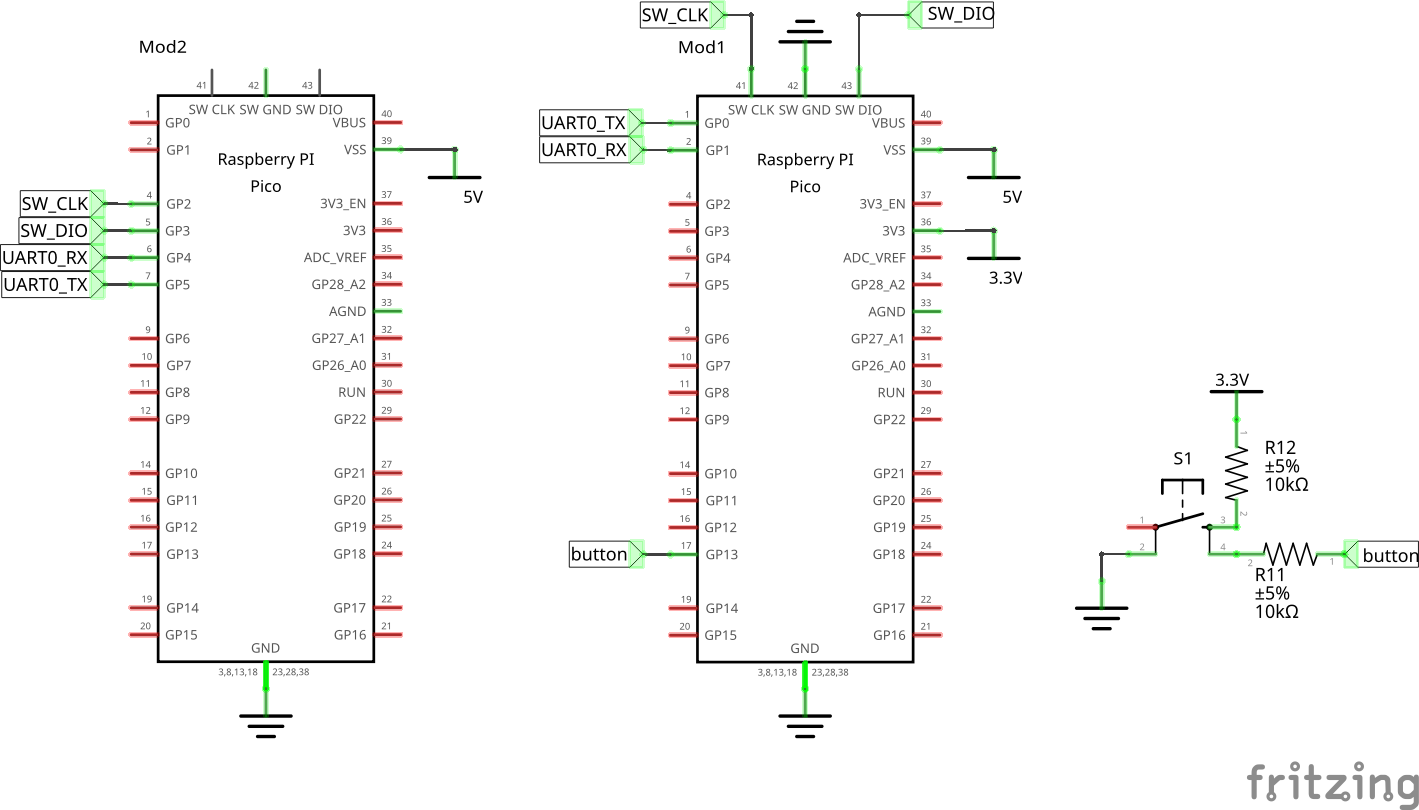 SW_CLK
SW_DIO
Mod2
Mod1
41
42
43
41
42
43
SW CLK SW GND SW DIO
SW CLK SW GND SW DIO
Raspberry PI
Pico
1 GP0
2 GP1
4 GP2
5 GP3
6 GP4
7 GP5
9 GP6
10 GP7
11 GP8
12 GP9
14 GP10
15 GP11
16 GP12
17 GP13
19 GP14
20 GP15
VBUS 40
VSS 39
3V3_EN 37
3V3 36
ADC_VREF 35
GP28_A2 34
AGND 33
GP27_A1 32
GP26_A0 31
RUN 30
GP22 29
GP21 27
GP20 26
GP19 25
GP18 24
GP17 22
GP16 21
GND
3,8,13,18 23,28,38
SW_CLK
SW_DIO
UART0_RX
UART0_TX
5V
UART0_TX
UART0_RX
button
Raspberry PI
Pico
1 GP0
2 GP1
4 GP2
5 GP3
6 GP4
7 GP5
9 GP6
10 GP7
11 GP8
12 GP9
14 GP10
15 GP11
16 GP12
17 GP13
19 GP14
20 GP15
VBUS 40
VSS 39
3V3_EN 37
3V3 36
ADC_VREF 35
GP28_A2 34
AGND 33
GP27_A1 32
GP26_A0 31
RUN 30
GP22 29
GP21 27
GP20 26
GP19 25
GP18 24
GP17 22
GP16 21
GND
3,8,13,18 23,28,38
5V
3.3V
3.3V
1
R12
±5%
10kΩ
2
S1
1
2
3
4
2
1
R11
±5%
10kΩ
button
fritzing